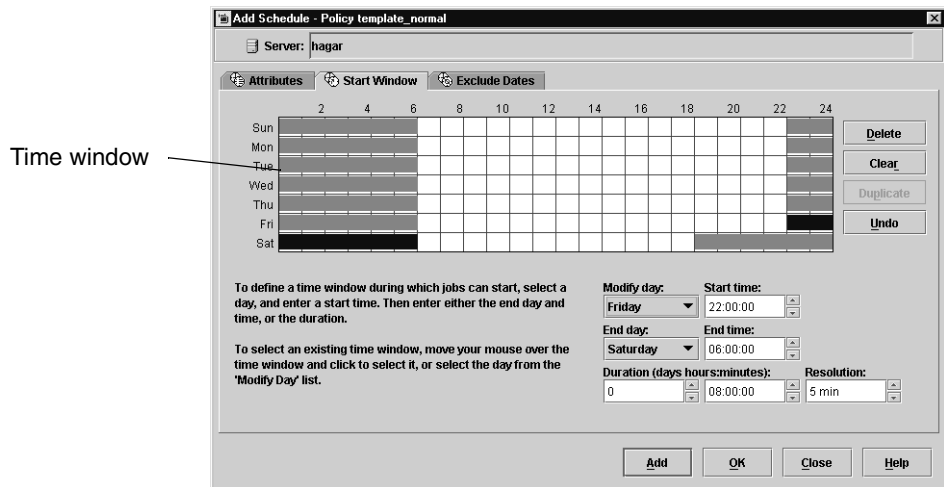 Add Schedule - Policy template_normal
Server: hagar
Attributes Start Window Exclude Dates
2 4 6 8 10 12 14 16 18 20 22 24
Sun
Mon
Tue
Wed
Thu
Fri
Sat
Time window
Delete
Clear
Duplicate
Undo
To define a time window during which jobs can start, select a
day, and enter a start time. Then enter either the end day and
time, or the duration.
To select an existing time window, move your mouse over the
time window and click to select it, or select the day from the
'Modify Day' list.
Modify day: Start time:
Friday 22:00:00
End day: End time:
Saturday 06:00:00
Duration (days hours:minutes): Resolution:
0 08:00:00 5 min
Add OK Close Help